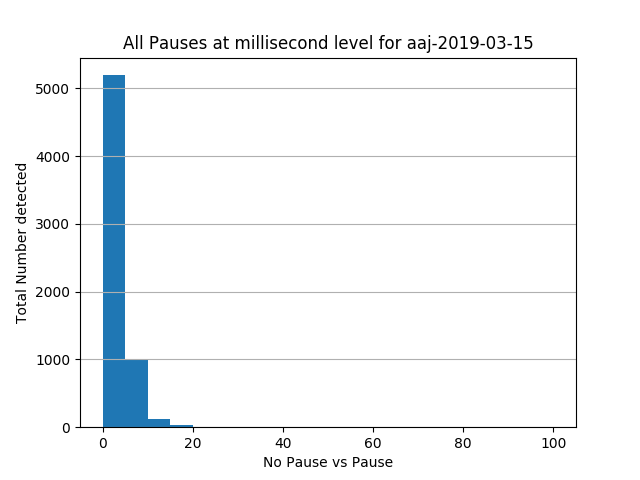 All Pauses at millisecond level for aaj-2019-03-15
Total Number detected
5000
4000
3000
2000
1000
0
0 20 40 60 80 100
No Pause vs Pause